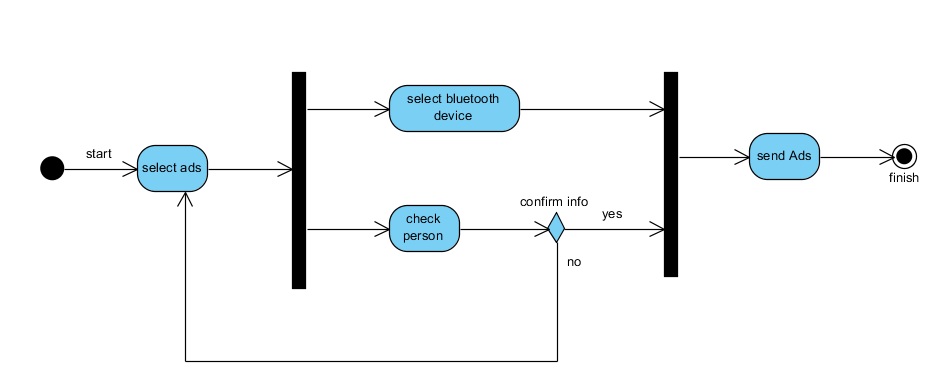 start
select ads
select bluetooth
device
check
person
confirm info
yes
no
send Ads
finish